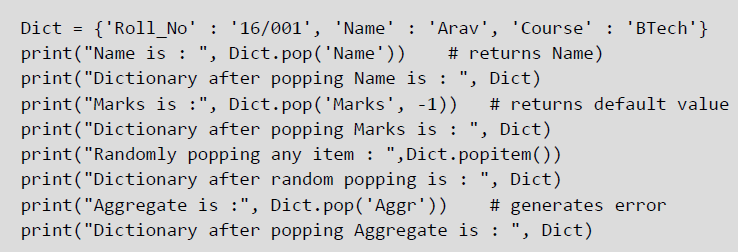 Dict = {'Roll_No' : '16/001', 'Name' : 'Arav', 'Course' : 'BTech'}
print("Name is : ", Dict.pop('Name'))    # returns Name)
print("Dictionary after popping Name is : ", Dict)
print("Marks is :", Dict.pop('Marks', -1))   # returns default value
print("Dictionary after popping Marks is : ", Dict)
print("Randomly popping any item : ",Dict.popitem())
print("Dictionary after random popping is : ", Dict)
print("Aggregate is :", Dict.pop('Aggr'))    # generates error
print("Dictionary after popping Aggregate is : ", Dict)